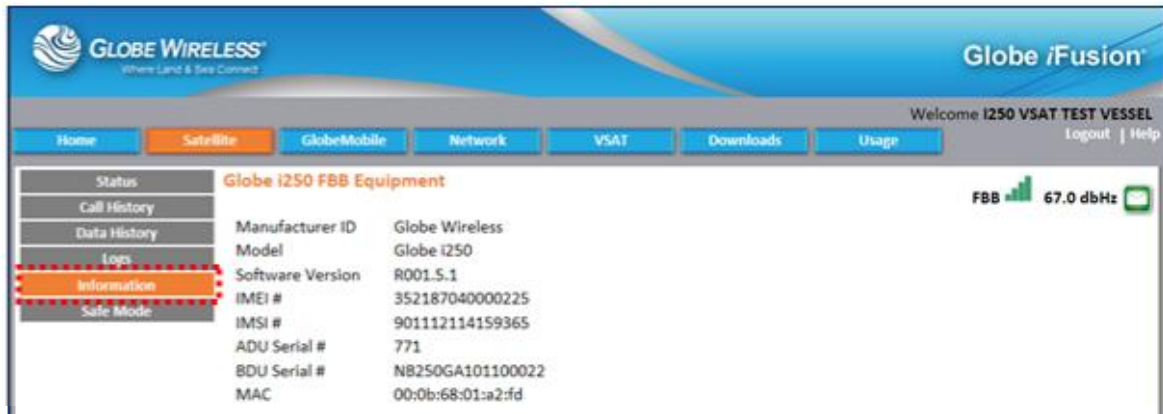 GLOBE WIRELESS
Where Land & Sea Connect
Globe iFusion
Welcome I250 VSAT TEST VESSEL
Home Satellite GlobeMobile Network VSAT Downloads Usage Logout | Help
Status
Call History
Data History
Logs
Information
Safe Mode
Globe i250 FBB Equipment
FBB 67.0 dbHz
Manufacturer ID Globe Wireless
Model Globe i250
Software Version R001.5.1
IMEI # 352187040000225
IMSI # 901112114159365
ADU Serial # 771
BDU Serial # NB250GA101100022
MAC 00:0b:68:01:a2:fd